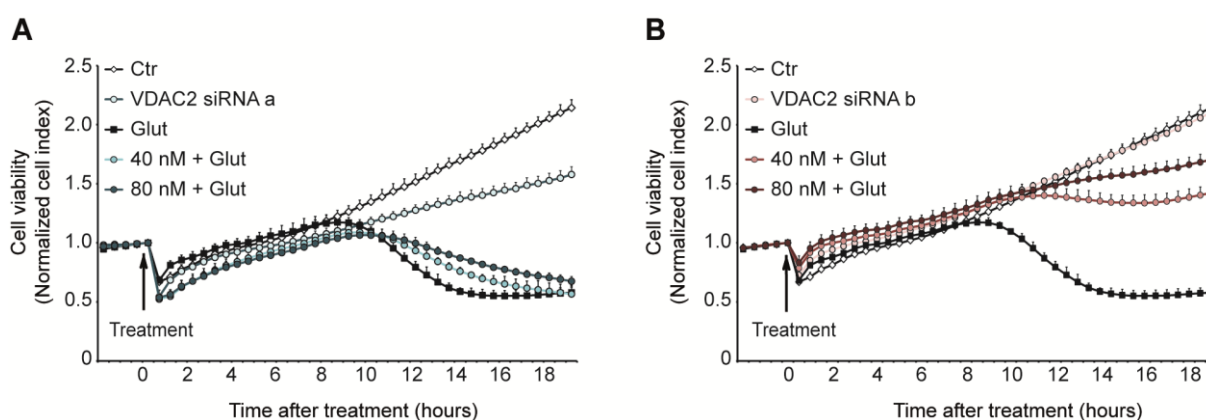 A
Cell viability
(Normalized cell index)
2.5
2.0
1.5
1.0
0.5
0
Ctr
VDAC2 siRNA a
Glut
40 nM + Glut
80 nM + Glut
Treatment
0 2 4 6 8 10 12 14 16 18
Time after treatment (hours)
B
Cell viability
(Normalized cell index)
2.5
2.0
1.5
1.0
0.5
0
Ctr
VDAC2 siRNA b
Glut
40 nM + Glut
80 nM + Glut
Treatment
0 2 4 6 8 10 12 14 16 18
Time after treatment (hours)